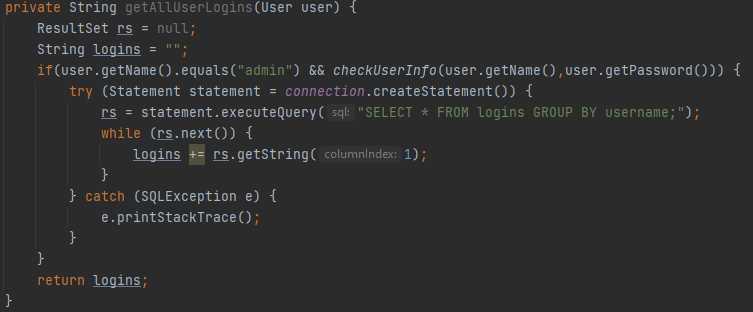 private String getAllUserLogins(User user) {
    ResultSet rs = null;
    String logins = "";
    if(user.getName().equals("admin") && checkUserInfo(user.getName(),user.getPassword())) {
        try (Statement statement = connection.createStatement()) {
            rs = statement.executeQuery( sql: "SELECT * FROM logins GROUP BY username;");
            while (rs.next()) {
                logins += rs.getString( columnIndex: 1);
            }
        } catch (SQLException e) {
            e.printStackTrace();
        }
    }
    return logins;
}